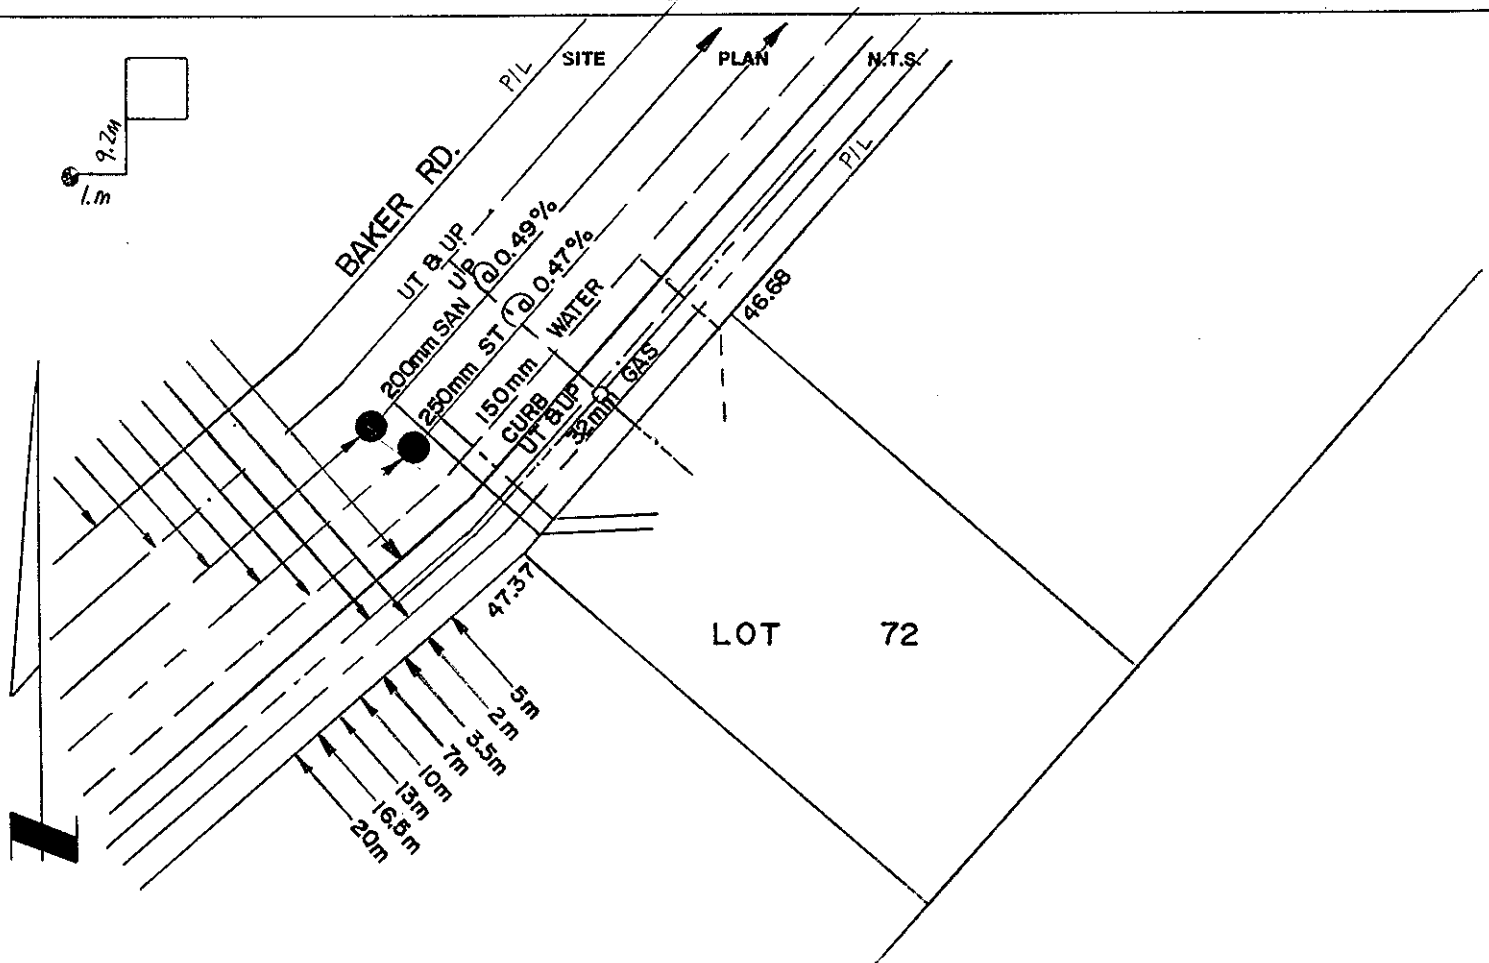 SITE PLAN N.T.S.
P/L
9.2M
1.m
P/L
BAKER RD.
UT & UP
UP
200mm SAN @ 0.49%
250mm ST @ 0.47%
150mm WATER
CURB
UT & UP
32mm GAS
46.68
47.37
LOT 72
5m
2m
3.5m
7m
10m
13m
16.5m
20m